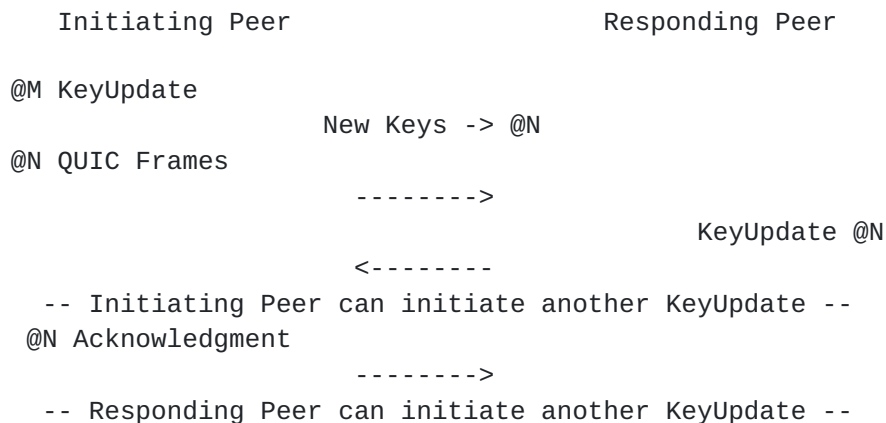 Initiating Peer                    Responding Peer
@M KeyUpdate
New Keys -> @N
@N QUIC Frames
-------->
KeyUpdate @N
<--------
-- Initiating Peer can initiate another KeyUpdate --
@N Acknowledgment
-------->
-- Responding Peer can initiate another KeyUpdate --